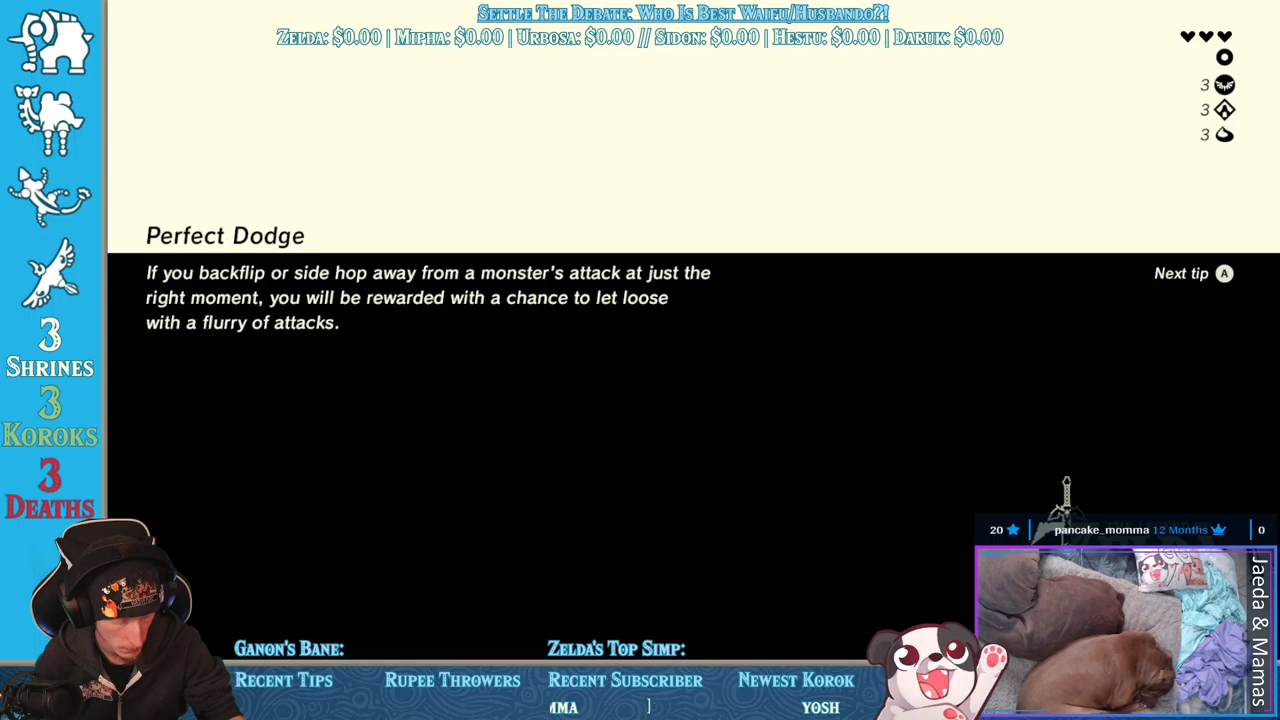 Settle The Debate: Who Is Best Waifu/Husbando?!
Zelda: $0.00 | Mipha: $0.00 | Urbosa: $0.00 // Sidon: $0.00 | Hestu: $0.00 | Daruk: $0.00
3
3
3
Perfect Dodge
If you backflip or side hop away from a monster's attack at just the
right moment, you will be rewarded with a chance to let loose
with a flurry of attacks.
Next tip A
3
Shrines
3
Koroks
3
Deaths
20 pancake_momma 12 Months 0
Jaeda & Mamas
Ganon's Bane:
Zelda's Top Simp:
Recent Tips
Rupee Throwers
Recent Subscriber
Newest Korok
MMA
YOSH